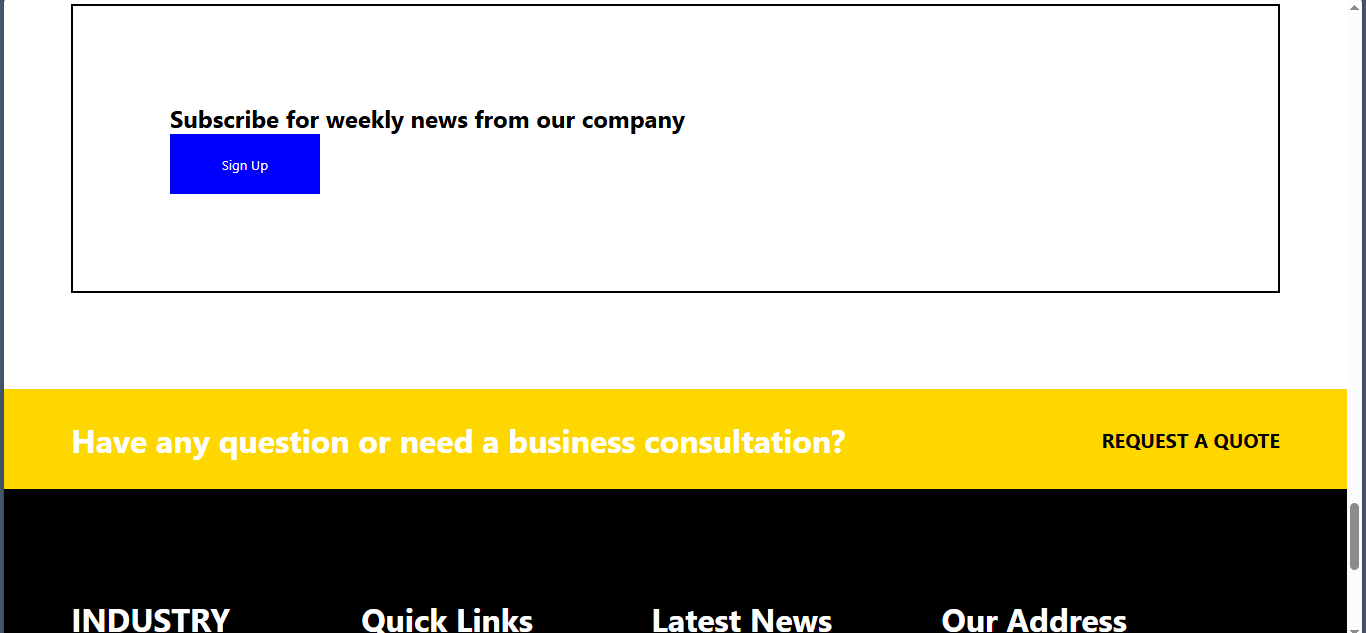 Subscribe for weekly news from our company
Sign Up
Have any question or need a business consultation?
REQUEST A QUOTE
INDUSTRY
Quick Links
Latest News
Our Address